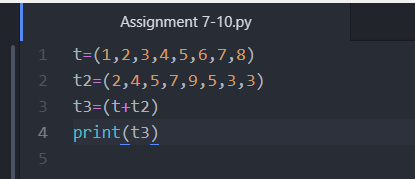 Assignment 7-10.py
1 t=(1,2,3,4,5,6,7,8)
2 t2=(2,4,5,7,9,5,3,3)
3 t3=(t+t2)
4 print(t3)
5